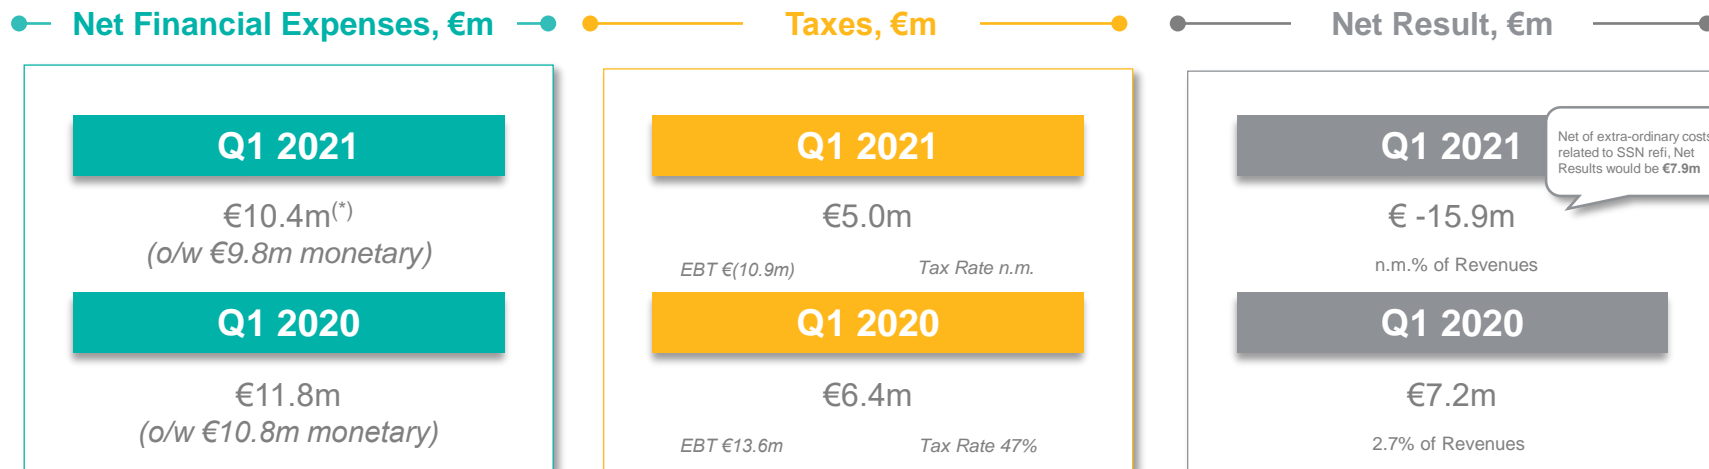 Net Financial Expenses, €m
Q1 2021
€10.4m(*)
(o/w €9.8m monetary)
Q1 2020
€11.8m
(o/w €10.8m monetary)
Taxes, €m
Q1 2021
€5.0m
EBT €(10.9m) Tax Rate n.m.
Q1 2020
€6.4m
EBT €13.6m Tax Rate 47%
Net Result, €m
Q1 2021
Net of extra-ordinary costs
related to SSN refi, Net
Results would be €7.9m
€ -15.9m
n.m.% of Revenues
Q1 2020
€7.2m
2.7% of Revenues